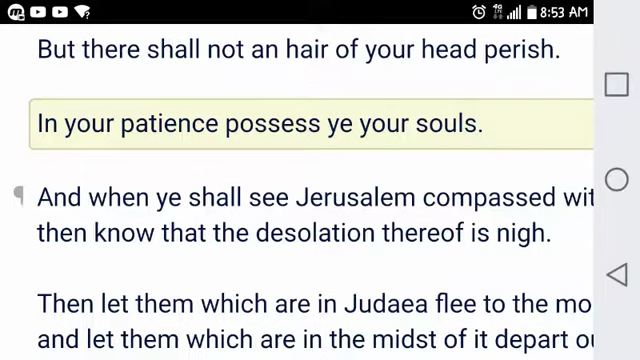 8:53 AM
But there shall not an hair of your head perish.
In your patience possess ye your souls.
¶ And when ye shall see Jerusalem compassed wit
then know that the desolation thereof is nigh.
Then let them which are in Judaea flee to the mo
and let them which are in the midst of it depart ou